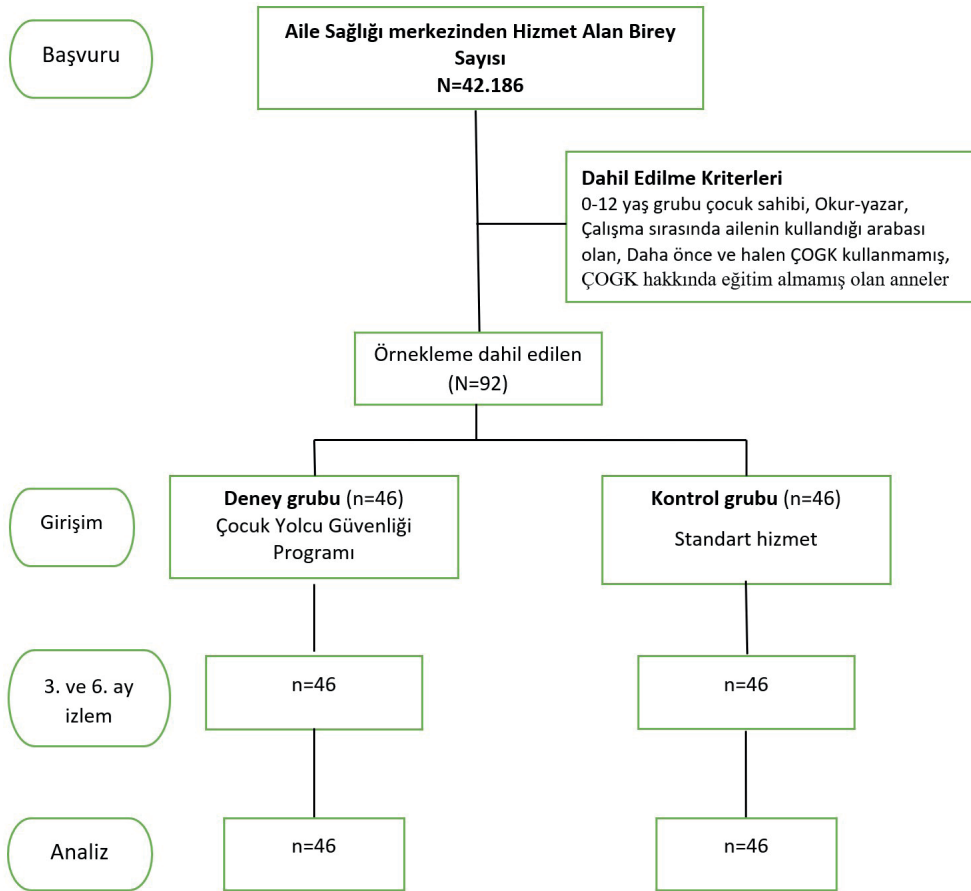 Başvuru
Aile Sağlığı merkezinden Hizmet Alan Birey
Sayısı
N=42.186
Dahil Edilme Kriterleri
0-12 yaş grubu çocuk sahibi, Okur-yazar,
Çalışma sırasında ailenin kullandığı arabası
olan, Daha önce ve halen ÇOGK kullanmamış,
ÇOGK hakkında eğitim almamış olan anneler
Örnekleme dahil edilen
(N=92)
Girişim
Deney grubu (n=46)
Çocuk Yolcu Güvenliği
Programı
Kontrol grubu (n=46)
Standart hizmet
3. ve 6. ay
izlem
n=46
n=46
Analiz
n=46
n=46